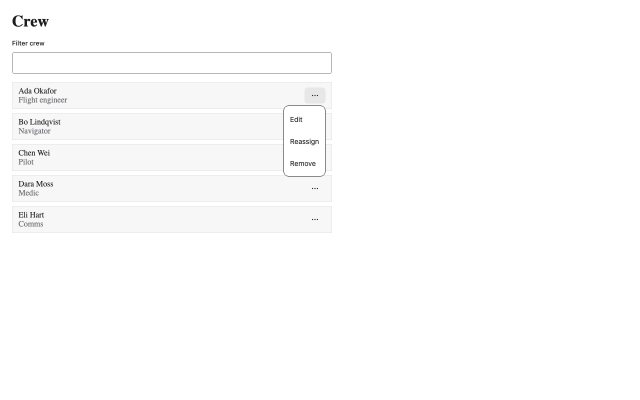 Crew
Filter crew
Ada Okafor
Flight engineer
...
Edit
Reassign
Remove
Bo Lindqvist
Navigator
Chen Wei
Pilot
Dara Moss
Medic
...
Eli Hart
Comms
...